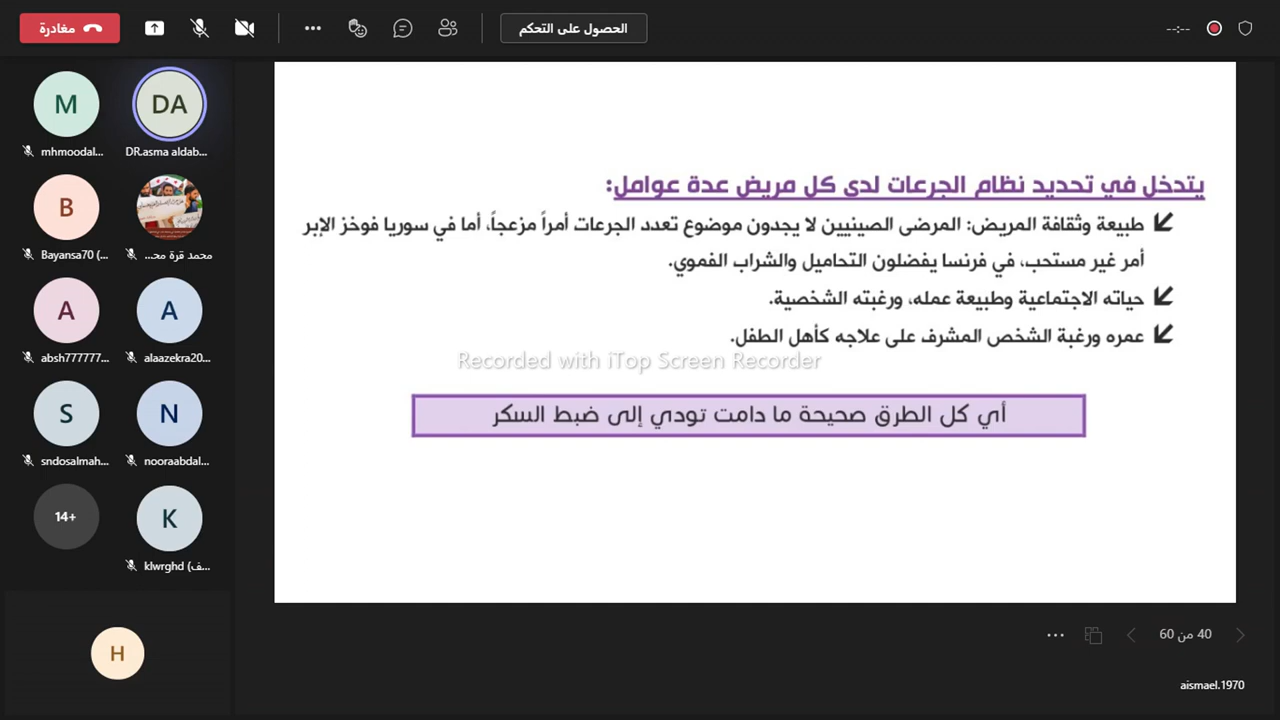 مغادرة
الحصول على التحكم
--:--
M
DA
mhmoodal...
DR.asma aldab...
B
Bayansa70 (...
محمد قرة محـ...
A
A
absh777777...
alaazekra20...
S
N
sndosalmah...
nooraabdal...
14+
K
klwrghd (ف...
H
يتدخل في تحديد نظام الجرعات لدى كل مريض عدة عوامل:
طبيعة وثقافة المريض: المرضى الصينيين لا يجدون موضوع تعدد الجرعات أمراً مزعجاً، أما في سوريا فوخز الإبر
أمر غير مستحب، في فرنسا يفضلون التحاميل والشراب الفموي.
حياته الاجتماعية وطبيعة عمله، ورغبته الشخصية.
عمره ورغبة الشخص المشرف على علاجه كأهل الطفل.
Recorded with iTop Screen Recorder
أي كل الطرق صحيحة ما دامت تودي إلى ضبط السكر
40 من 60
aismael.1970